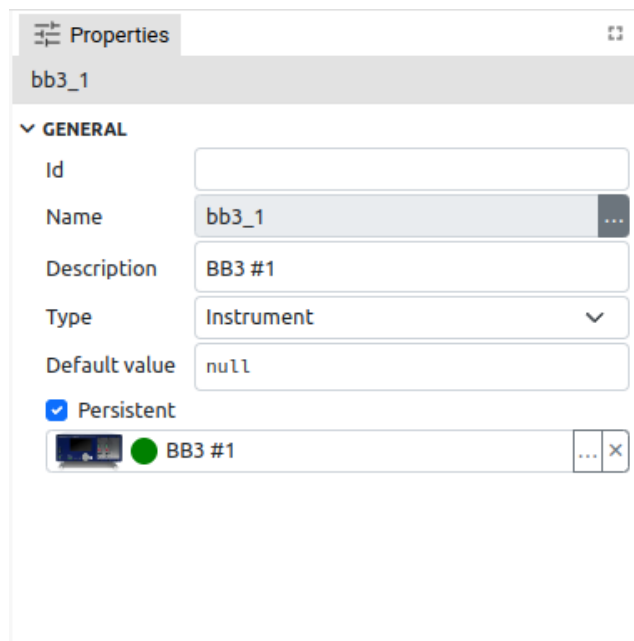 Properties
bb3_1
GENERAL
Id
Name bb3_1 ...
Description BB3 #1
Type Instrument
Default value null
Persistent
BB3 #1 ... ×